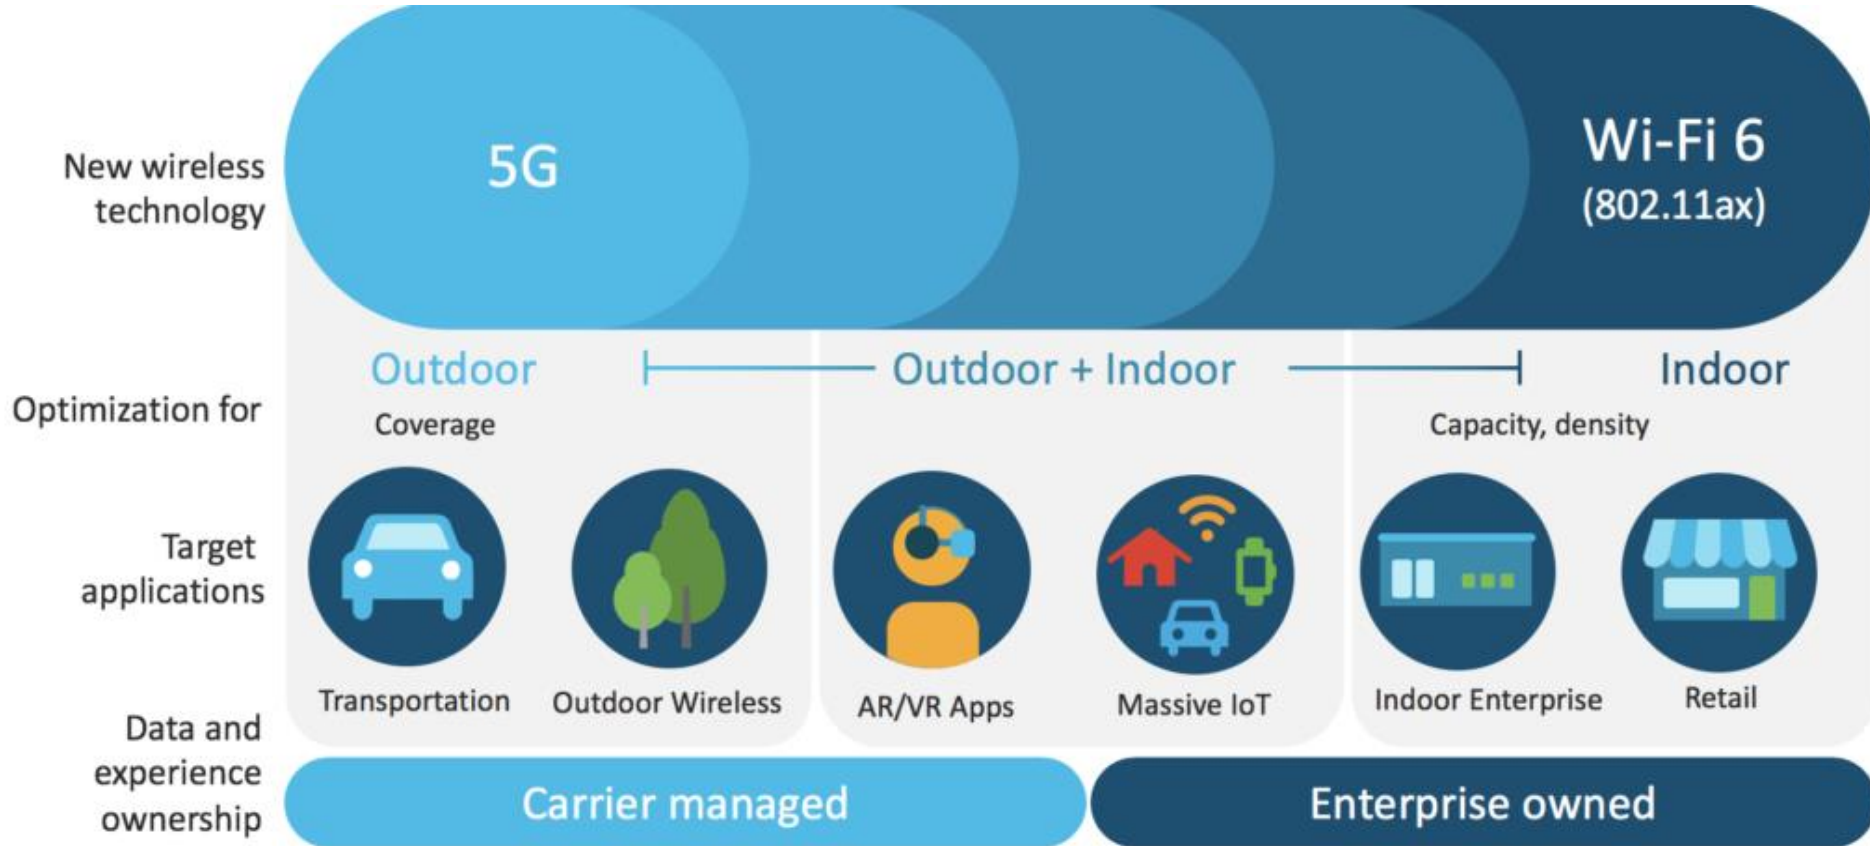 5G
Wi-Fi 6
(802.11ax)
New wireless
technology
Outdoor
Outdoor + Indoor
Indoor
Optimization for
Coverage
Capacity, density
Target
applications
Transportation
Outdoor Wireless
AR/VR Apps
Massive IoT
Indoor Enterprise
Retail
Data and
experience
ownership
Carrier managed
Enterprise owned